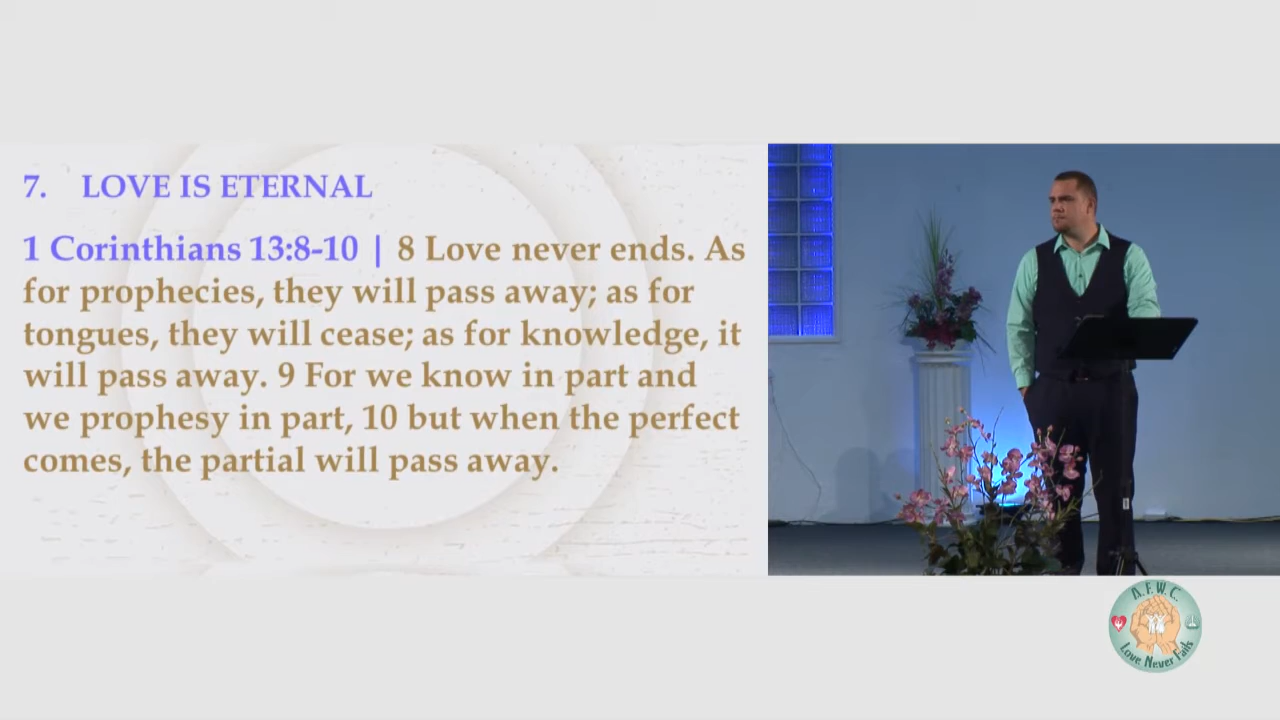 7. LOVE IS ETERNAL
1 Corinthians 13:8-10 | 8 Love never ends. As
for prophecies, they will pass away; as for
tongues, they will cease; as for knowledge, it
will pass away. 9 For we know in part and
we prophesy in part, 10 but when the perfect
comes, the partial will pass away.
A.F.W.C.
Love Never Fails